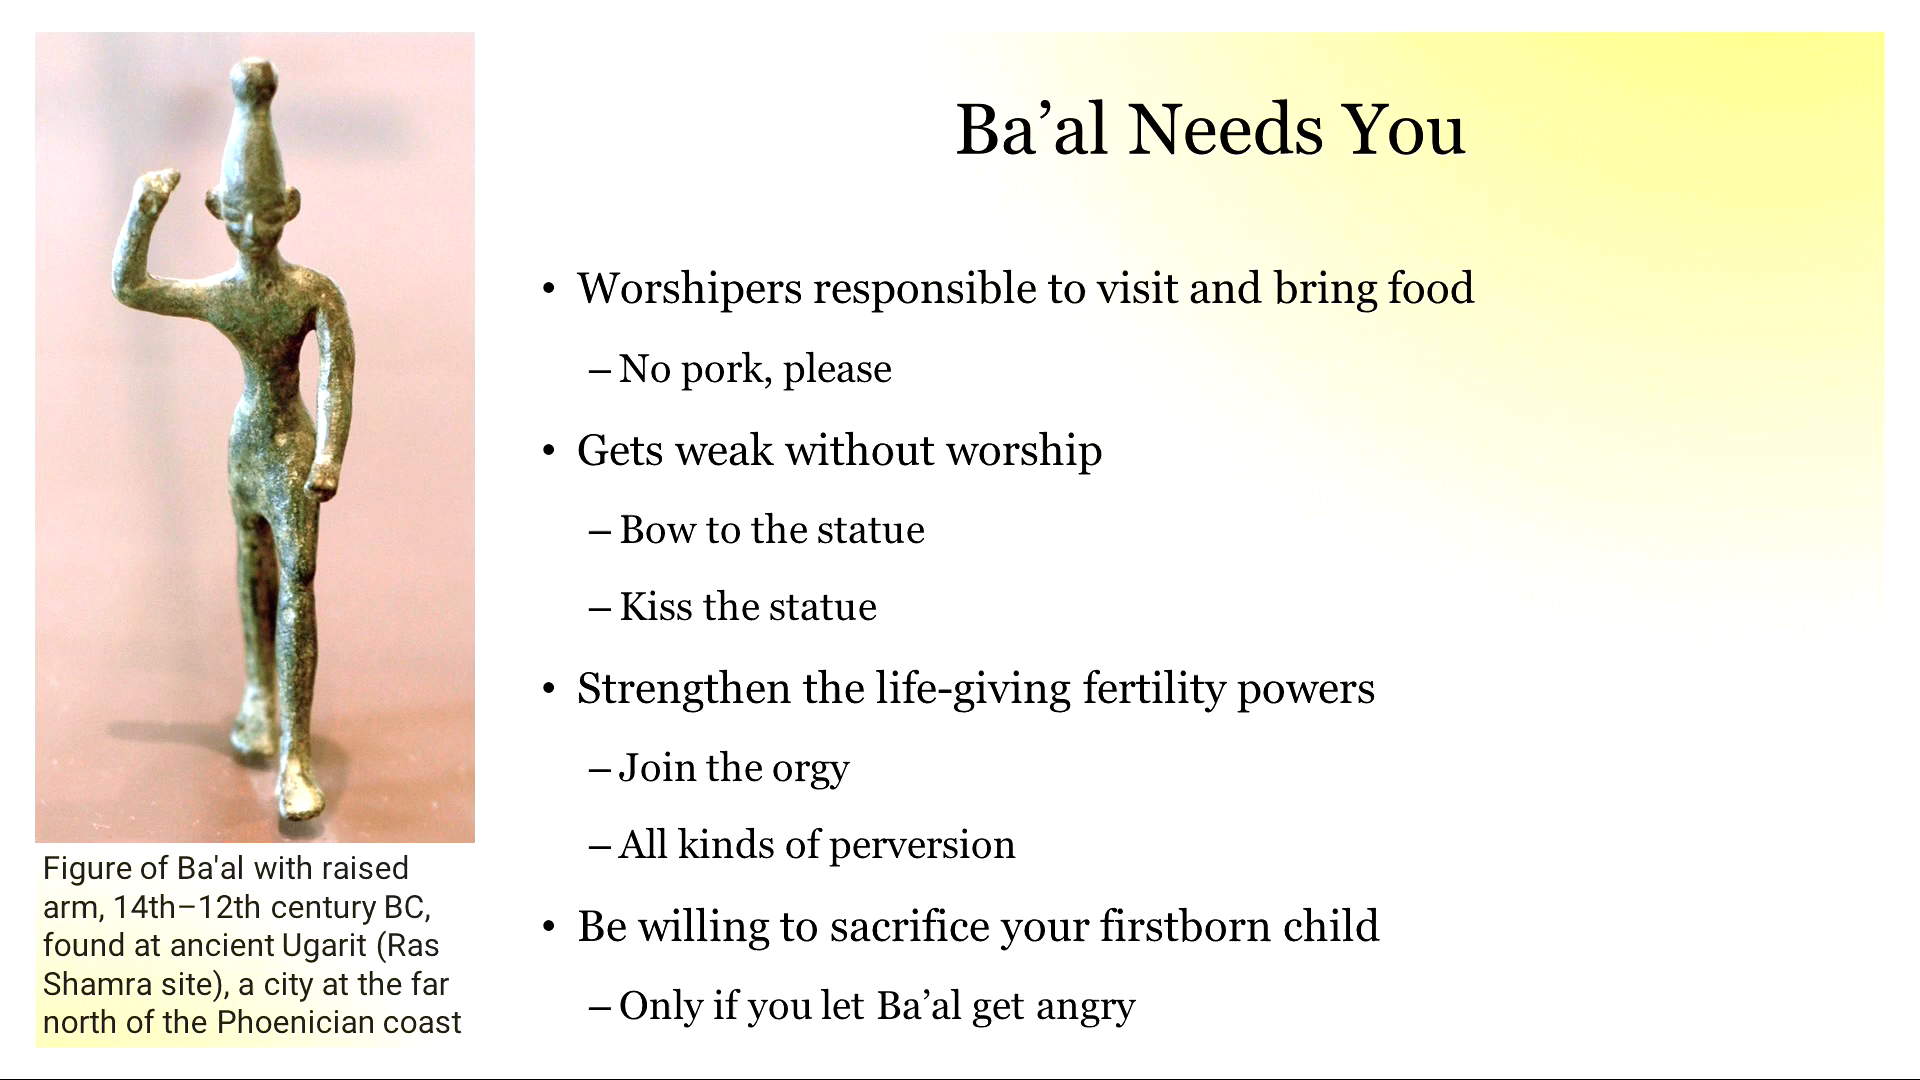 Ba’al Needs You
• Worshipers responsible to visit and bring food
– No pork, please
• Gets weak without worship
– Bow to the statue
– Kiss the statue
• Strengthen the life-giving fertility powers
– Join the orgy
– All kinds of perversion
• Be willing to sacrifice your firstborn child
– Only if you let Ba’al get angry
Figure of Ba'al with raised
arm, 14th–12th century BC,
found at ancient Ugarit (Ras
Shamra site), a city at the far
north of the Phoenician coast